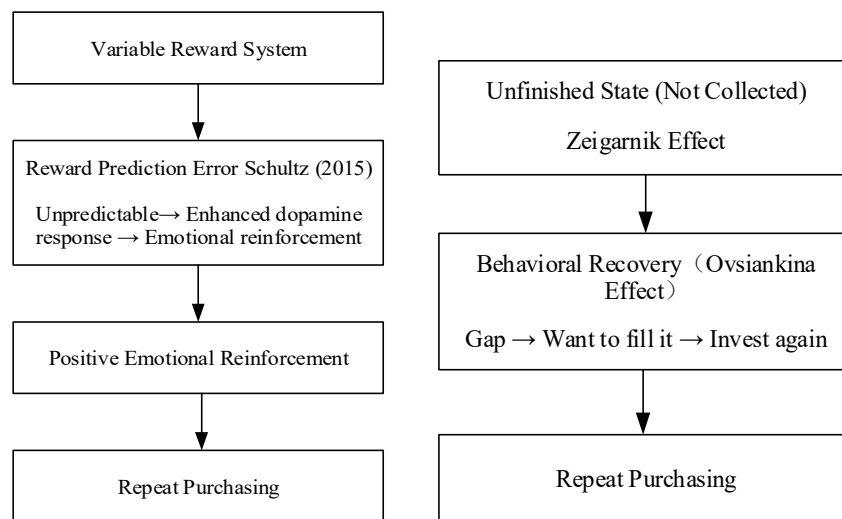 Variable Reward System
Reward Prediction Error Schultz (2015)
Unpredictable→ Enhanced dopamine
response → Emotional reinforcement
Positive Emotional Reinforcement
Repeat Purchasing
Unfinished State (Not Collected)
Zeigarnik Effect
Behavioral Recovery（Ovsiankina
Effect）
Gap → Want to fill it → Invest again
Repeat Purchasing